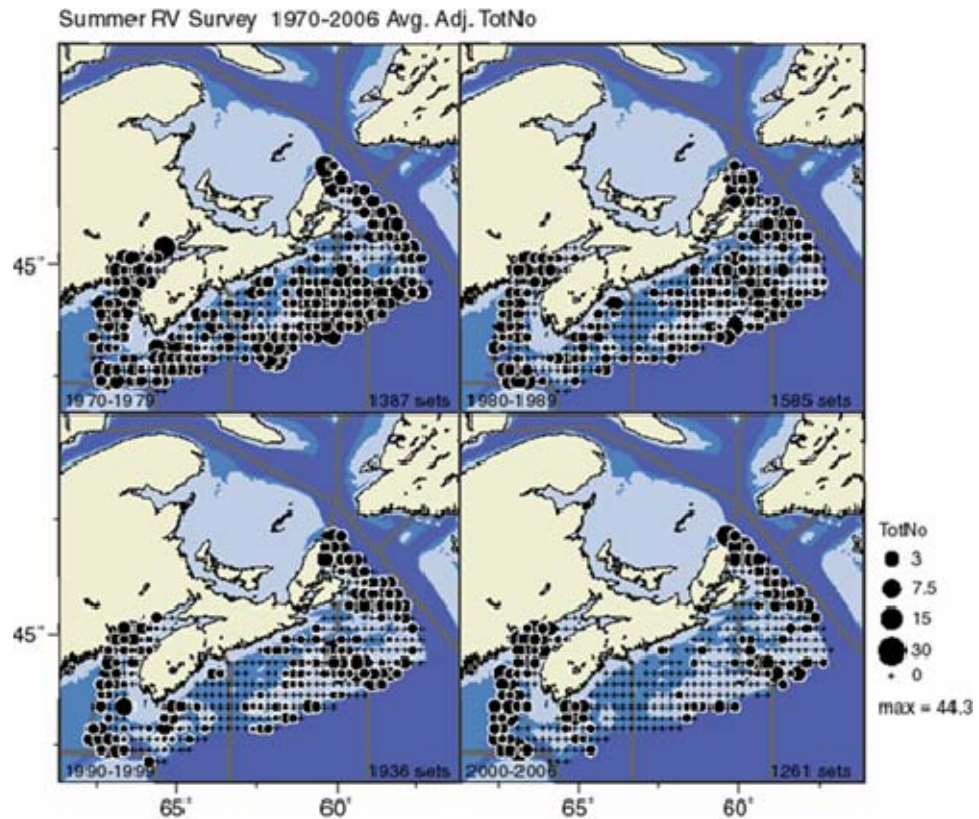 Summer RV Survey 1970-2006 Avg. Adj. TotNo
45°
1970-1979
1387 sets
1980-1989
1585 sets
45°
1990-1999
1936 sets
2000-2006
1261 sets
TotNo
3
7.5
15
30
0
max = 44.3
65°
60°
65°
60°